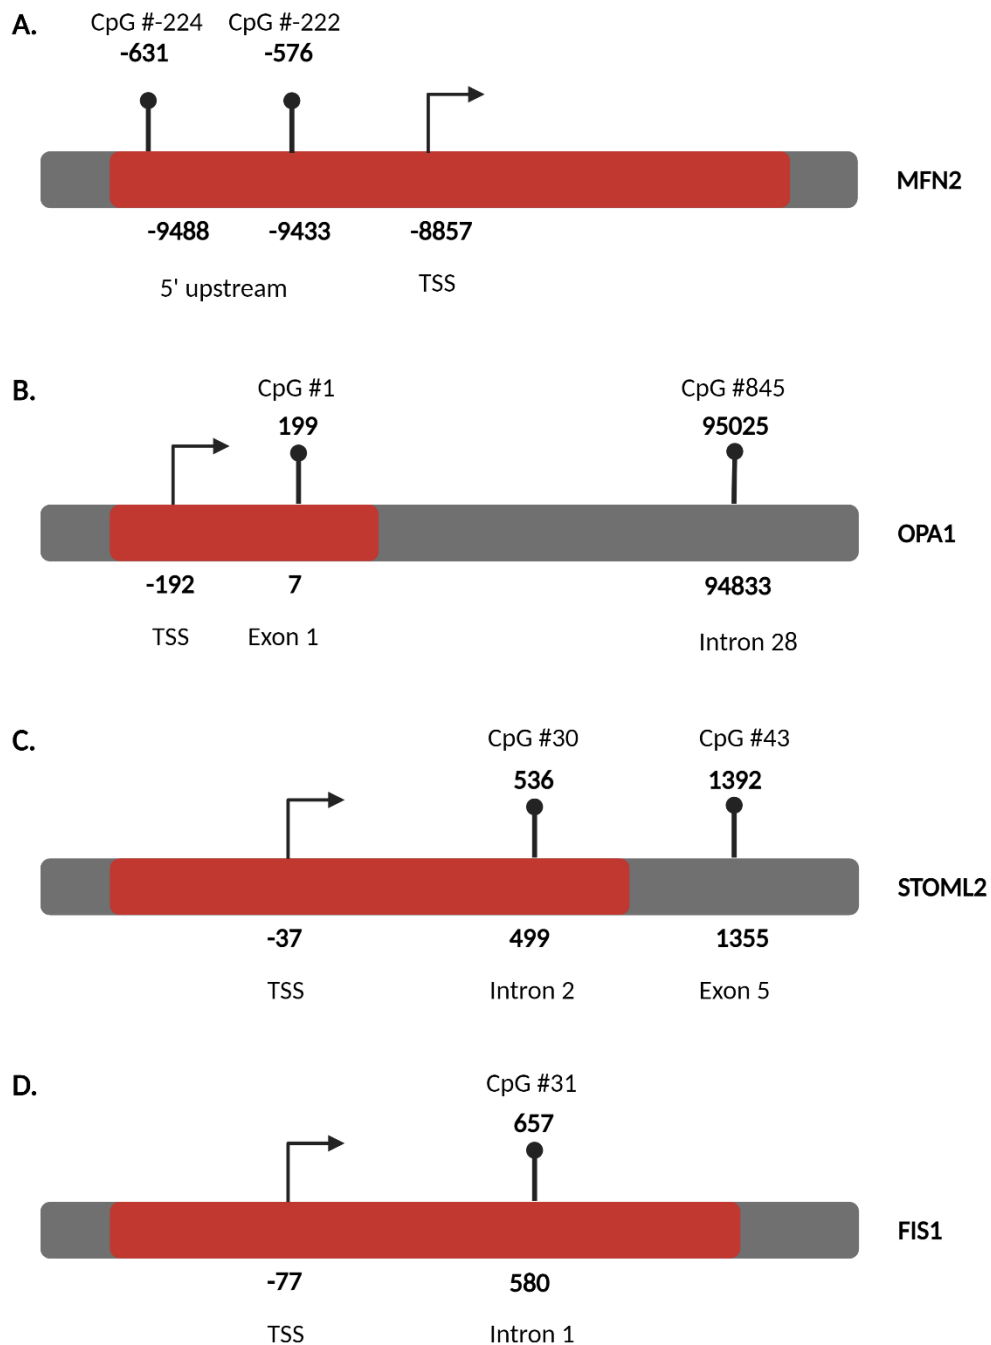 A.
CpG #-224 CpG #-222
-631 -576
MFN2
-9488 -9433 -8857
5' upstream TSS
B.
CpG #1 CpG #845
199 95025
OPA1
-192 7 94833
TSS Exon 1 Intron 28
C.
CpG #30 CpG #43
536 1392
STOML2
-37 499 1355
TSS Intron 2 Exon 5
D.
CpG #31
657
FIS1
-77 580
TSS Intron 1